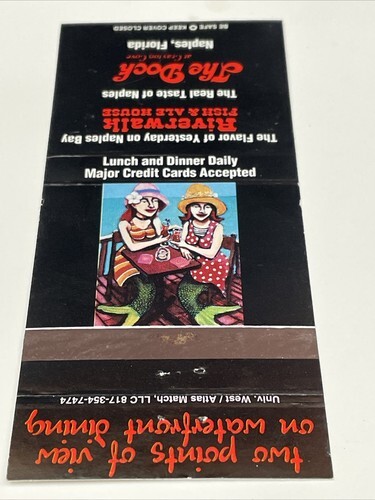 The Flavor of Yesterday on Naples Bay
Riverwalk
FISH & ALE HOUSE
The Real Taste of Naples
The Dock
at Crayton Cove
Naples, Florida
BE SAFE KEEP COVER CLOSED
Lunch and Dinner Daily
Major Credit Cards Accepted
two points of view
on waterfront dining
Univ. West / Atlas Match, LLC 817-354-7474